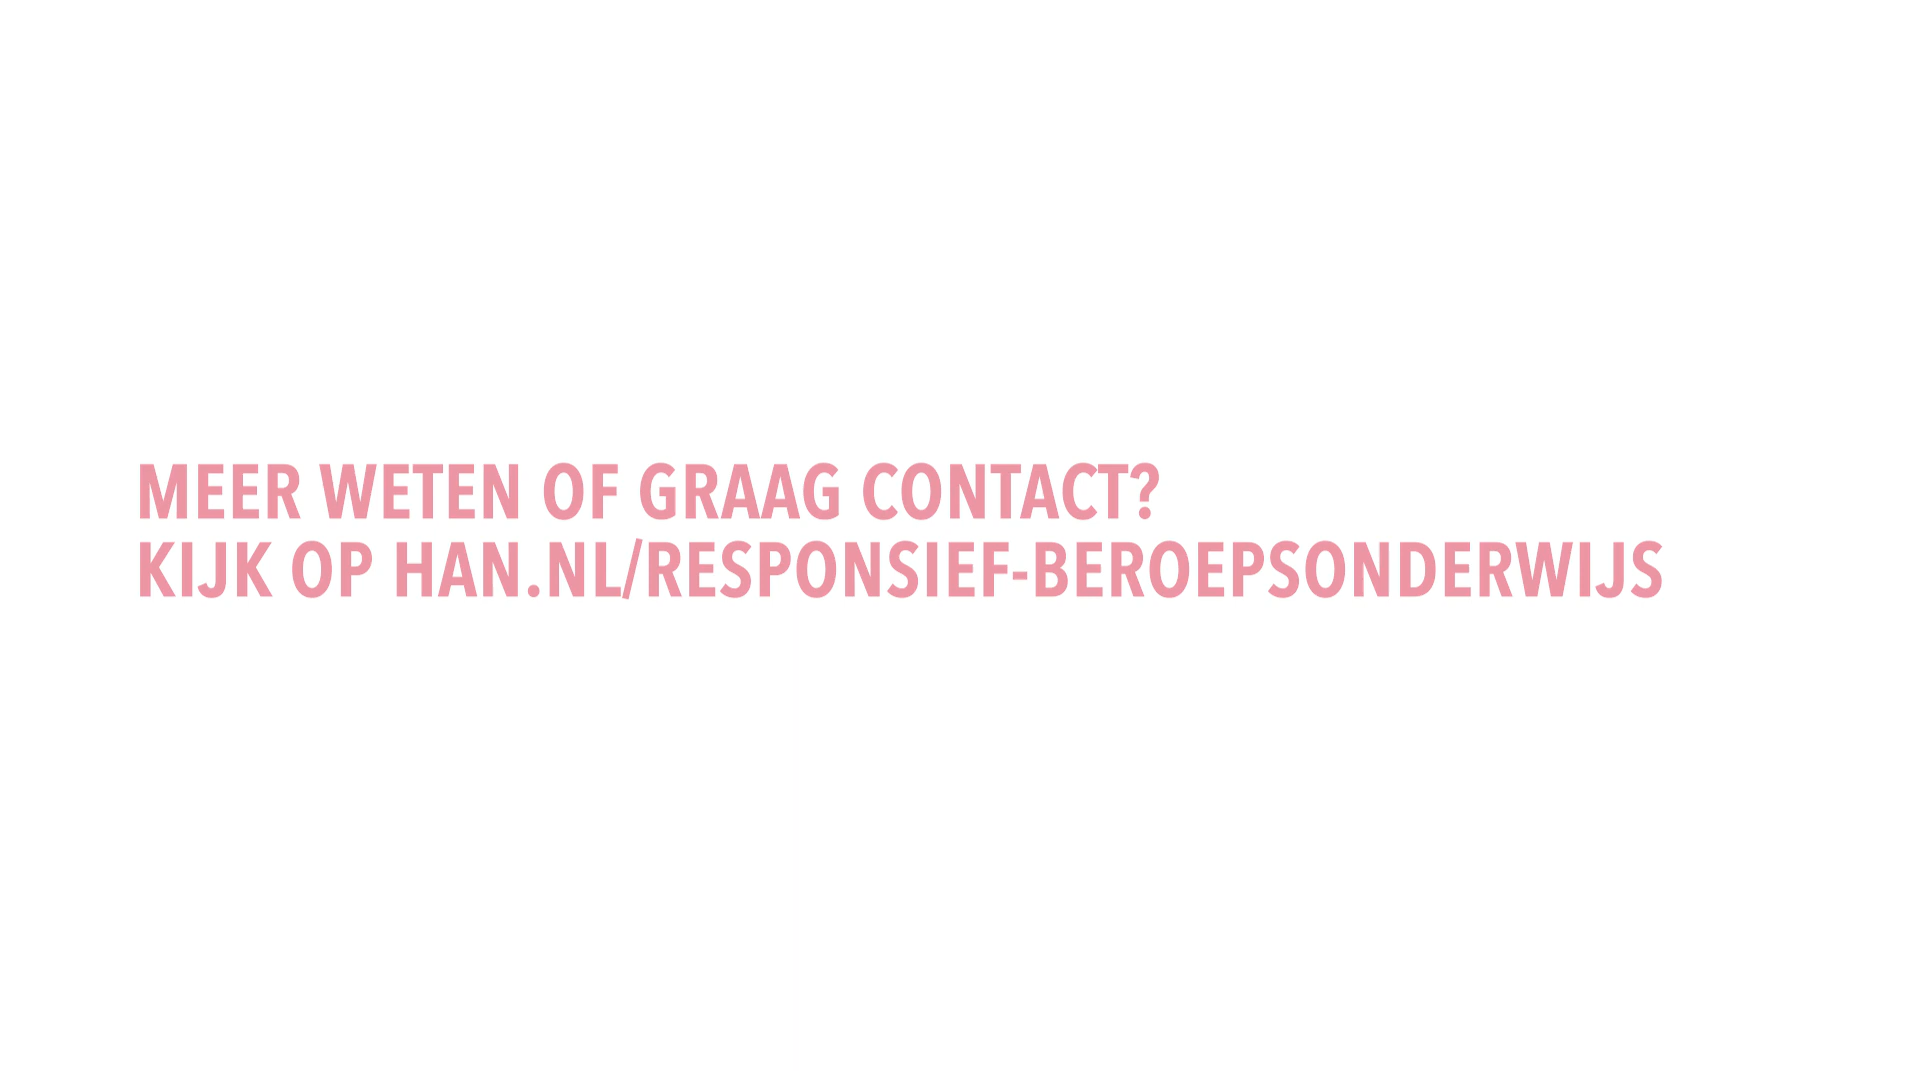 MEER WETEN OF GRAAG CONTACT?
KIJK OP HAN.NL/RESPONSIEF-BEROEPSONDERWIJS